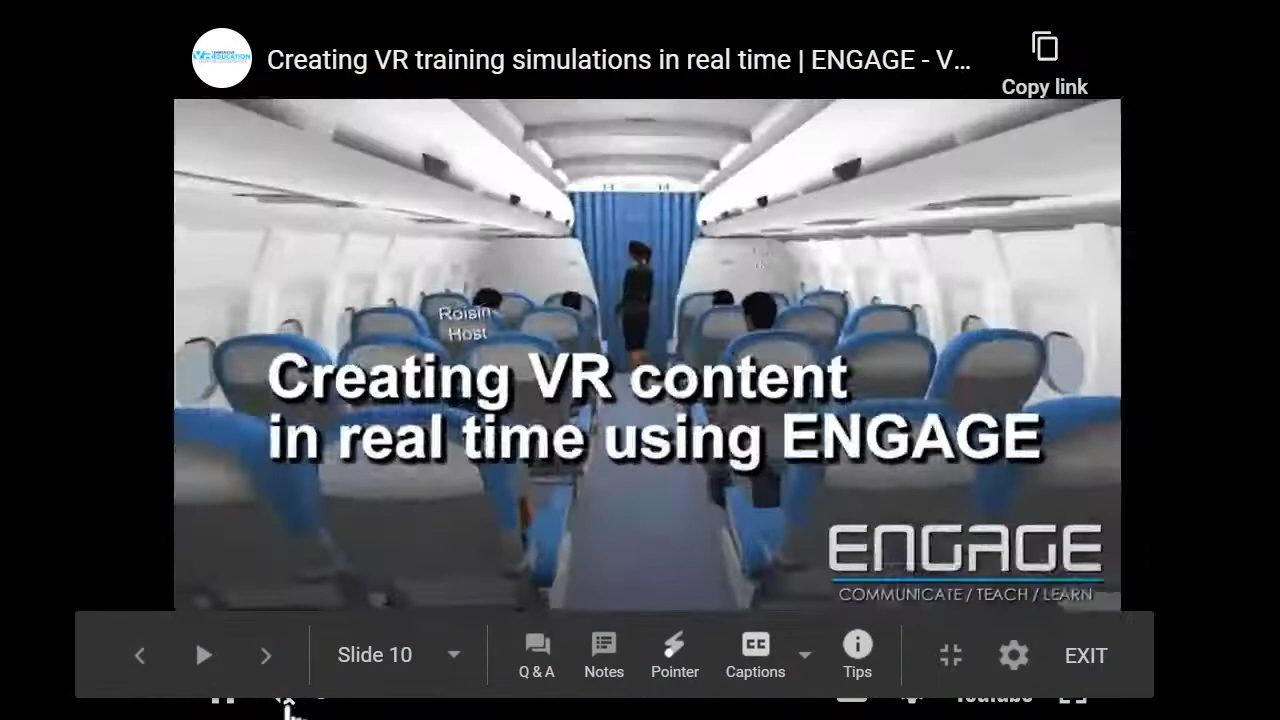 Creating VR training simulations in real time | ENGAGE - V...
Copy link
Roisin
Host
Creating VR content
in real time using ENGAGE
ENGAGE
COMMUNICATE / TEACH / LEARN
Slide 10
Q & A
Notes
Pointer
Captions
Tips
EXIT
YouTube